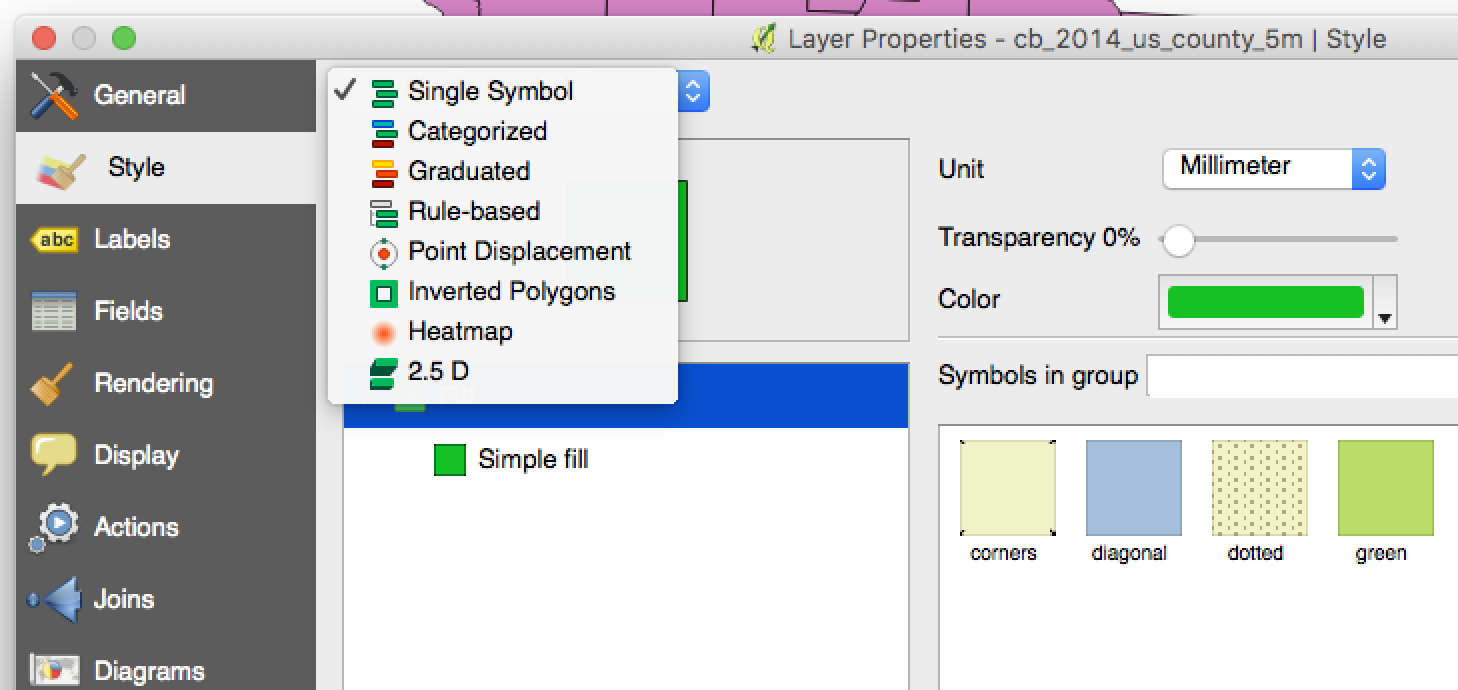 Layer Properties - cb_2014_us_county_5m | Style
General
Style
abc Labels
Fields
Rendering
Display
Actions
Joins
Diagrams
Single Symbol
Categorized
Graduated
Rule-based
Point Displacement
Inverted Polygons
Heatmap
2.5 D
Simple fill
Unit Millimeter
Transparency 0%
Color
Symbols in group
corners diagonal dotted green